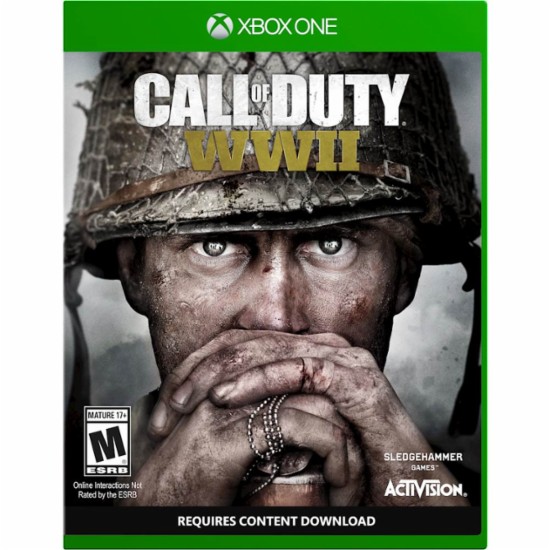 XBOX ONE
CALL OF DUTY
WWII
MATURE 17+
M
ESRB
Online Interactions Not
Rated by the ESRB
SLEDGEHAMMER
GAMES
ACTIVISION
REQUIRES CONTENT DOWNLOAD